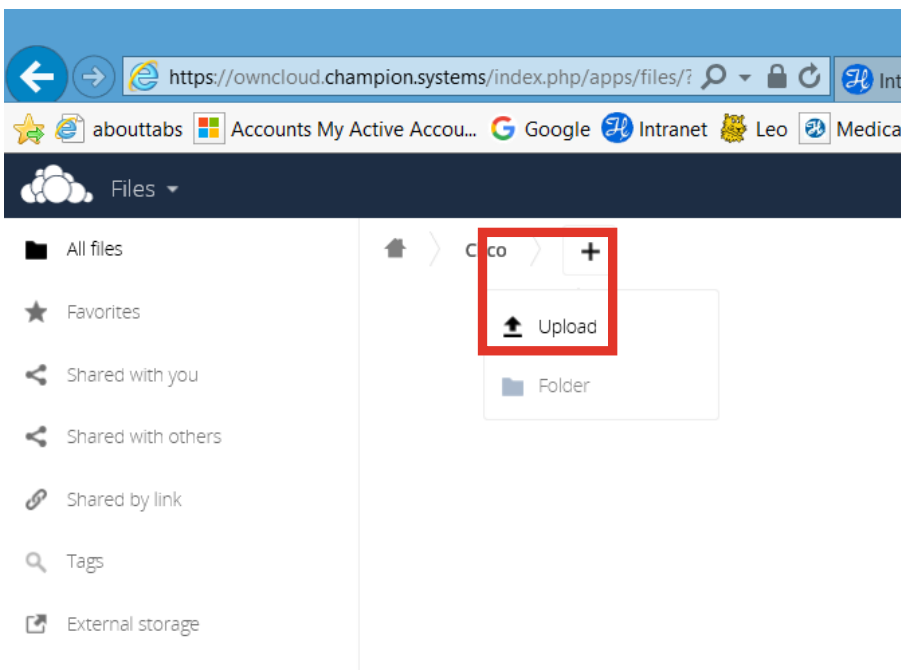 https://owncloud.champion.systems/index.php/apps/files/?
abouttabs Accounts My Active Accou... Google Intranet Leo Medica
Files
All files
Favorites
Shared with you
Shared with others
Shared by link
Tags
External storage
+
Upload
Folder